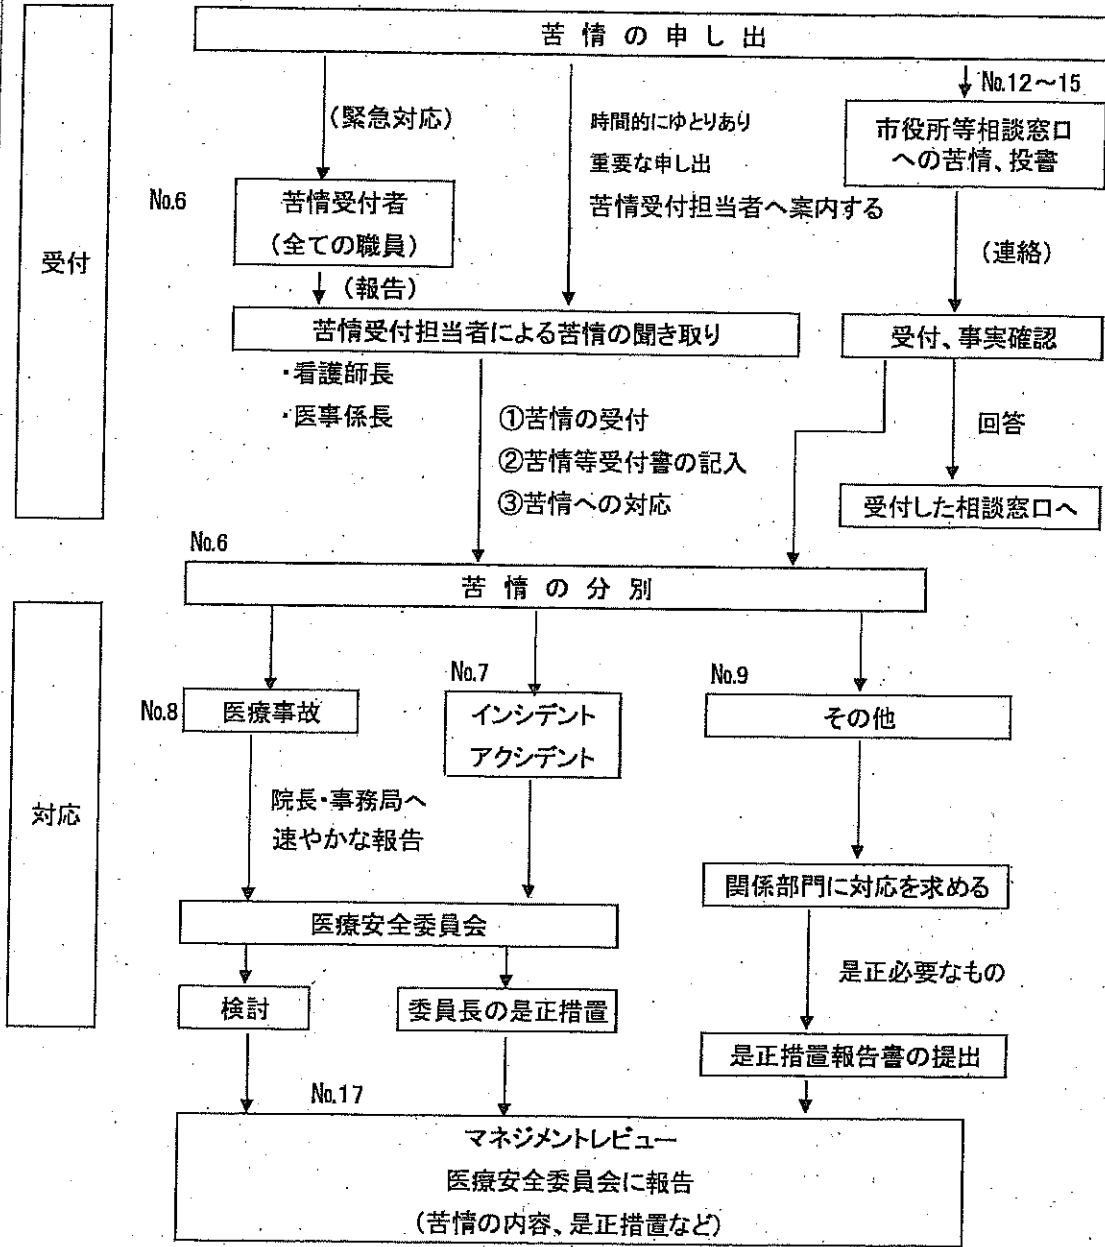 苦情の申し出
No.12～15
(緊急対応)
時間的にゆとりあり
重要な申し出
苦情受付担当者へ案内する
市役所等相談窓口
への苦情、投書
No.6
苦情受付者
(全ての職員)
受付
(連絡)
(報告)
苦情受付担当者による苦情の聞き取り
受付、事実確認
・看護師長
・医事係長
①苦情の受付
②苦情等受付書の記入
③苦情への対応
回答
受付した相談窓口へ
No.6
苦情の分別
No.7
No.9
No.8
医療事故
インシデント
アクシデント
その他
対応
院長・事務局へ
速やかな報告
関係部門に対応を求める
医療安全委員会
是正必要なもの
検討
委員長の是正措置
是正措置報告書の提出
No.17
マネジメントレビュー
医療安全委員会に報告
(苦情の内容、是正措置など)